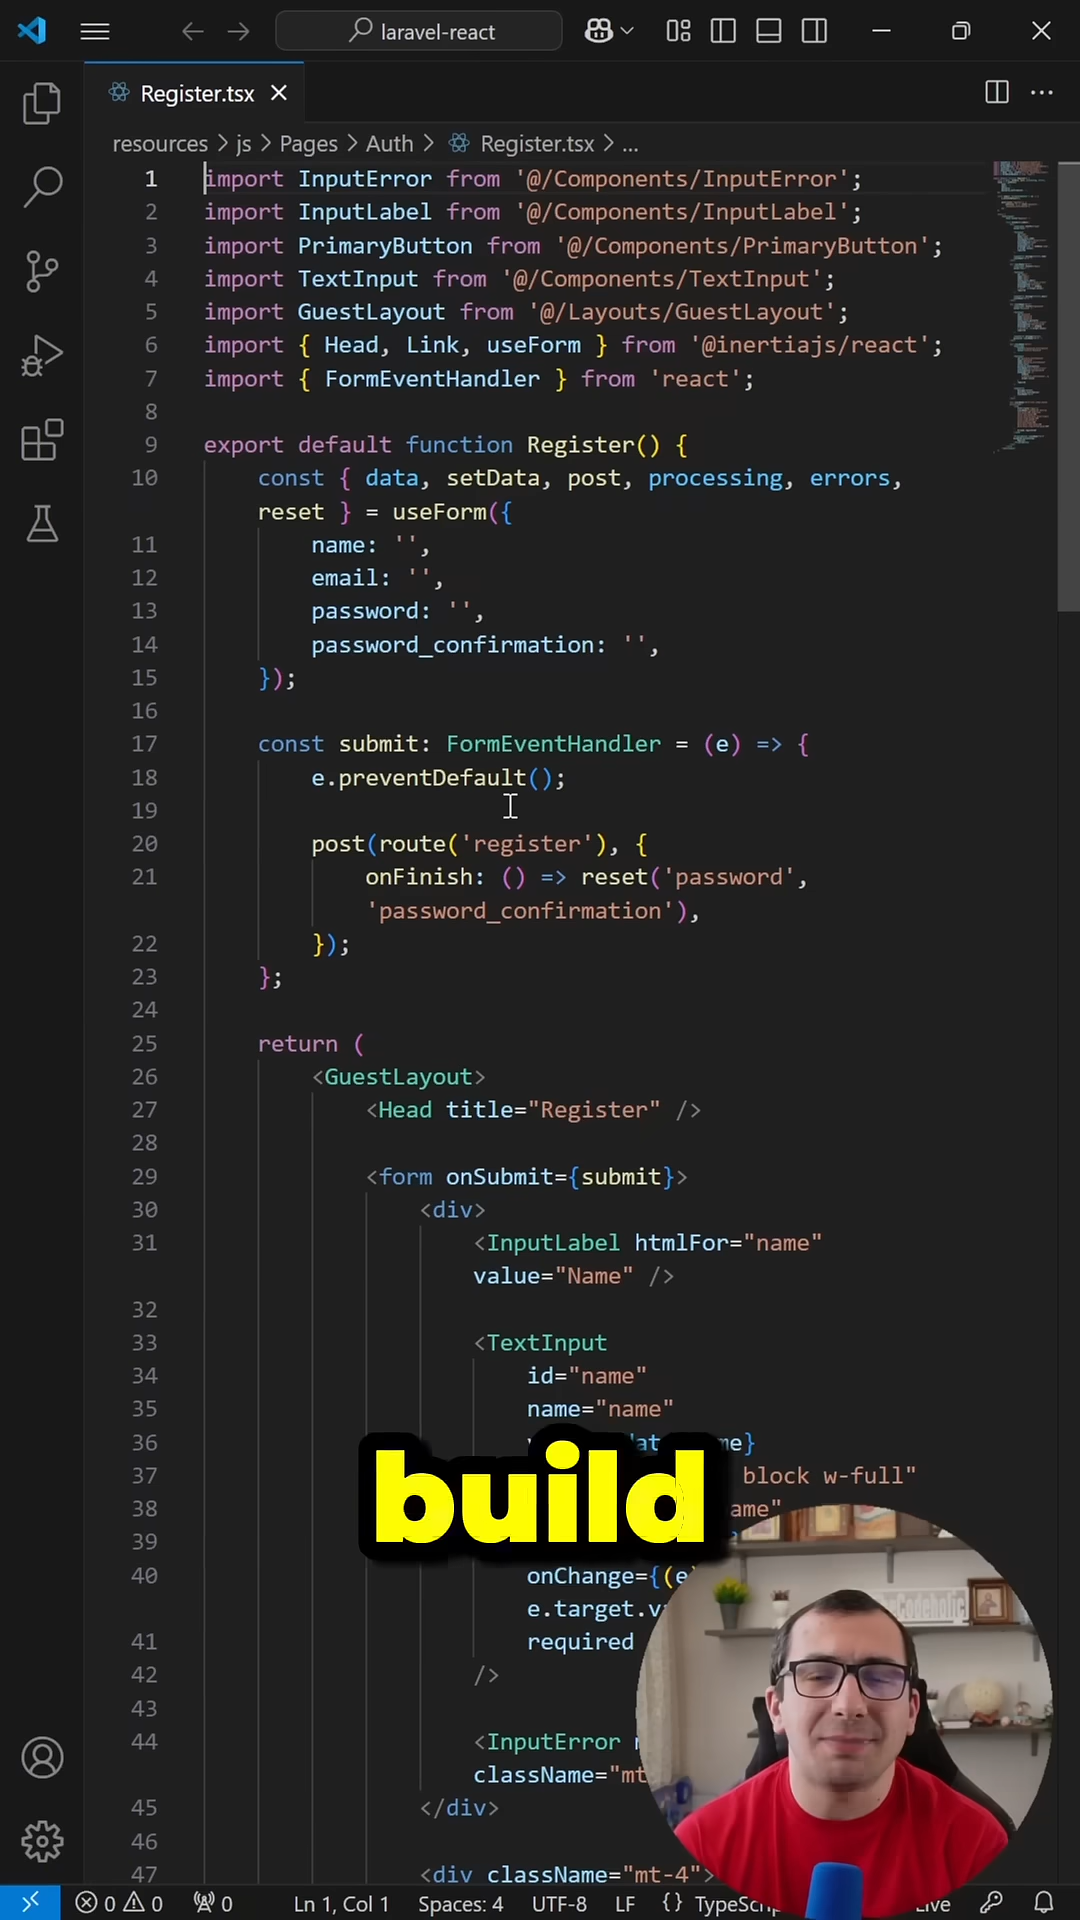 laravel-react
Register.tsx
resources > js > Pages > Auth > Register.tsx > ...
1 import InputError from '@/Components/InputError';
2 import InputLabel from '@/Components/InputLabel';
3 import PrimaryButton from '@/Components/PrimaryButton';
4 import TextInput from '@/Components/TextInput';
5 import GuestLayout from '@/Layouts/GuestLayout';
6 import { Head, Link, useForm } from '@inertiajs/react';
7 import { FormEventHandler } from 'react';
8
9 export default function Register() {
10 const { data, setData, post, processing, errors,
reset } = useForm({
11 name: '',
12 email: '',
13 password: '',
14 password_confirmation: '',
15 });
16
17 const submit: FormEventHandler = (e) => {
18 e.preventDefault();
19
20 post(route('register'), {
21 onFinish: () => reset('password',
'password_confirmation'),
22 });
23 };
24
25 return (
26 <GuestLayout>
27 <Head title="Register" />
28
29 <form onSubmit={submit}>
30 <div>
31 <InputLabel htmlFor="name"
value="Name" />
32
33 <TextInput
34 id="name"
35 name="name"
36
37 block w-full"
38
39
build
40 onChange={(e)
e.target.va
41 required
42 />
43
44 <InputError
className="mt
45 </div>
46
47 <div className="mt-4">
Codeholic
0 0 0 Ln 1, Col 1 Spaces: 4 UTF-8 LF {} TypeScrip Live